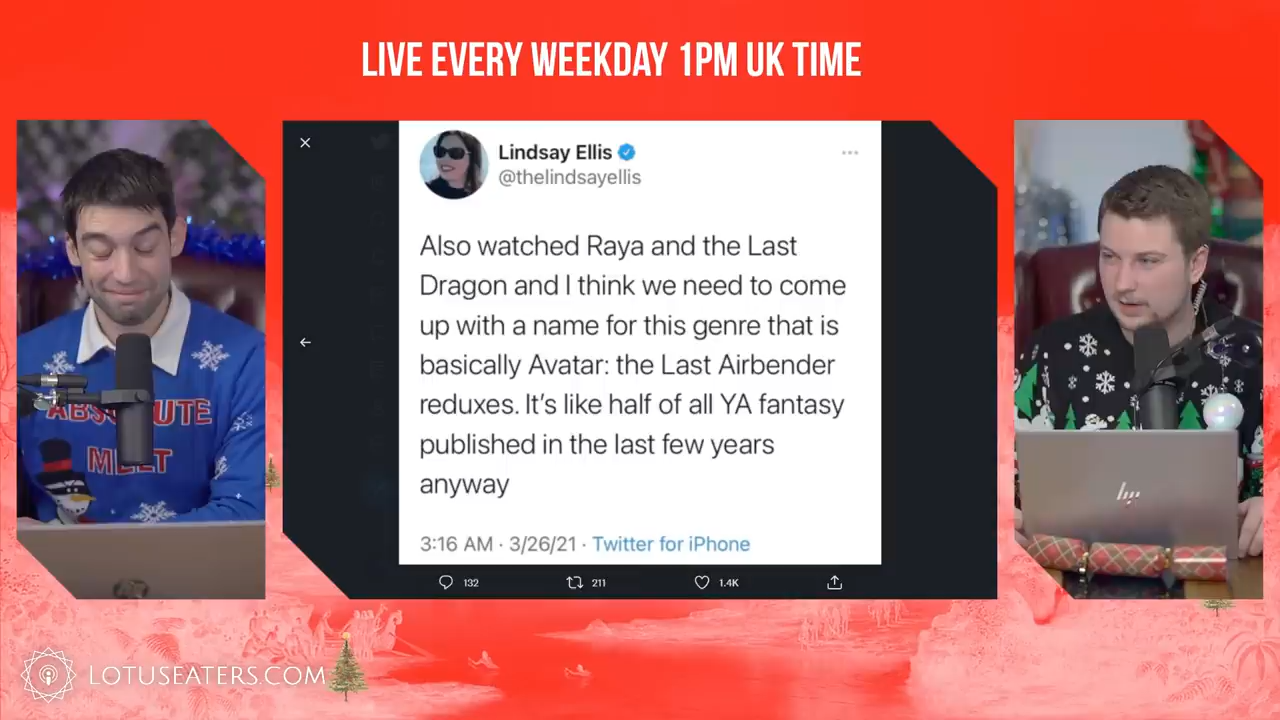 LIVE EVERY WEEKDAY 1PM UK TIME
Lindsay Ellis
@thelindsayellis
Also watched Raya and the Last
Dragon and I think we need to come
up with a name for this genre that is
basically Avatar: the Last Airbender
reduxes. It's like half of all YA fantasy
published in the last few years
anyway
3:16 AM · 3/26/21 · Twitter for iPhone
132 211 1.4K
ABSOLUTE
MELT
hp
LOTUSEATERS.COM